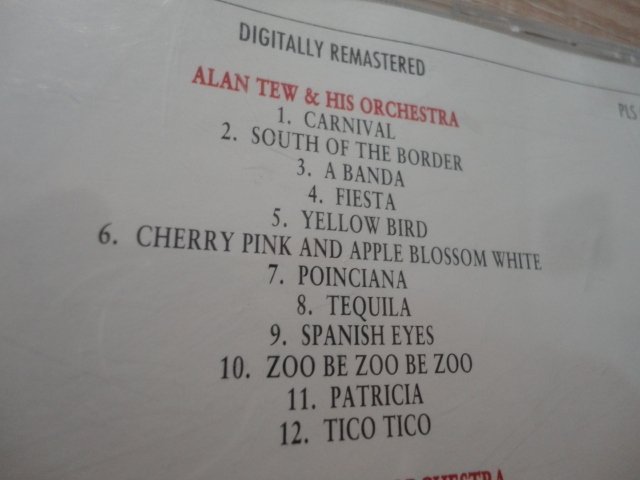 DIGITALLY REMASTERED
PLS
ALAN TEW & HIS ORCHESTRA
1. CARNIVAL
2. SOUTH OF THE BORDER
3. A BANDA
4. FIESTA
5. YELLOW BIRD
6. CHERRY PINK AND APPLE BLOSSOM WHITE
7. POINCIANA
8. TEQUILA
9. SPANISH EYES
10. ZOO BE ZOO BE ZOO
11. PATRICIA
12. TICO TICO
ORCHESTRA